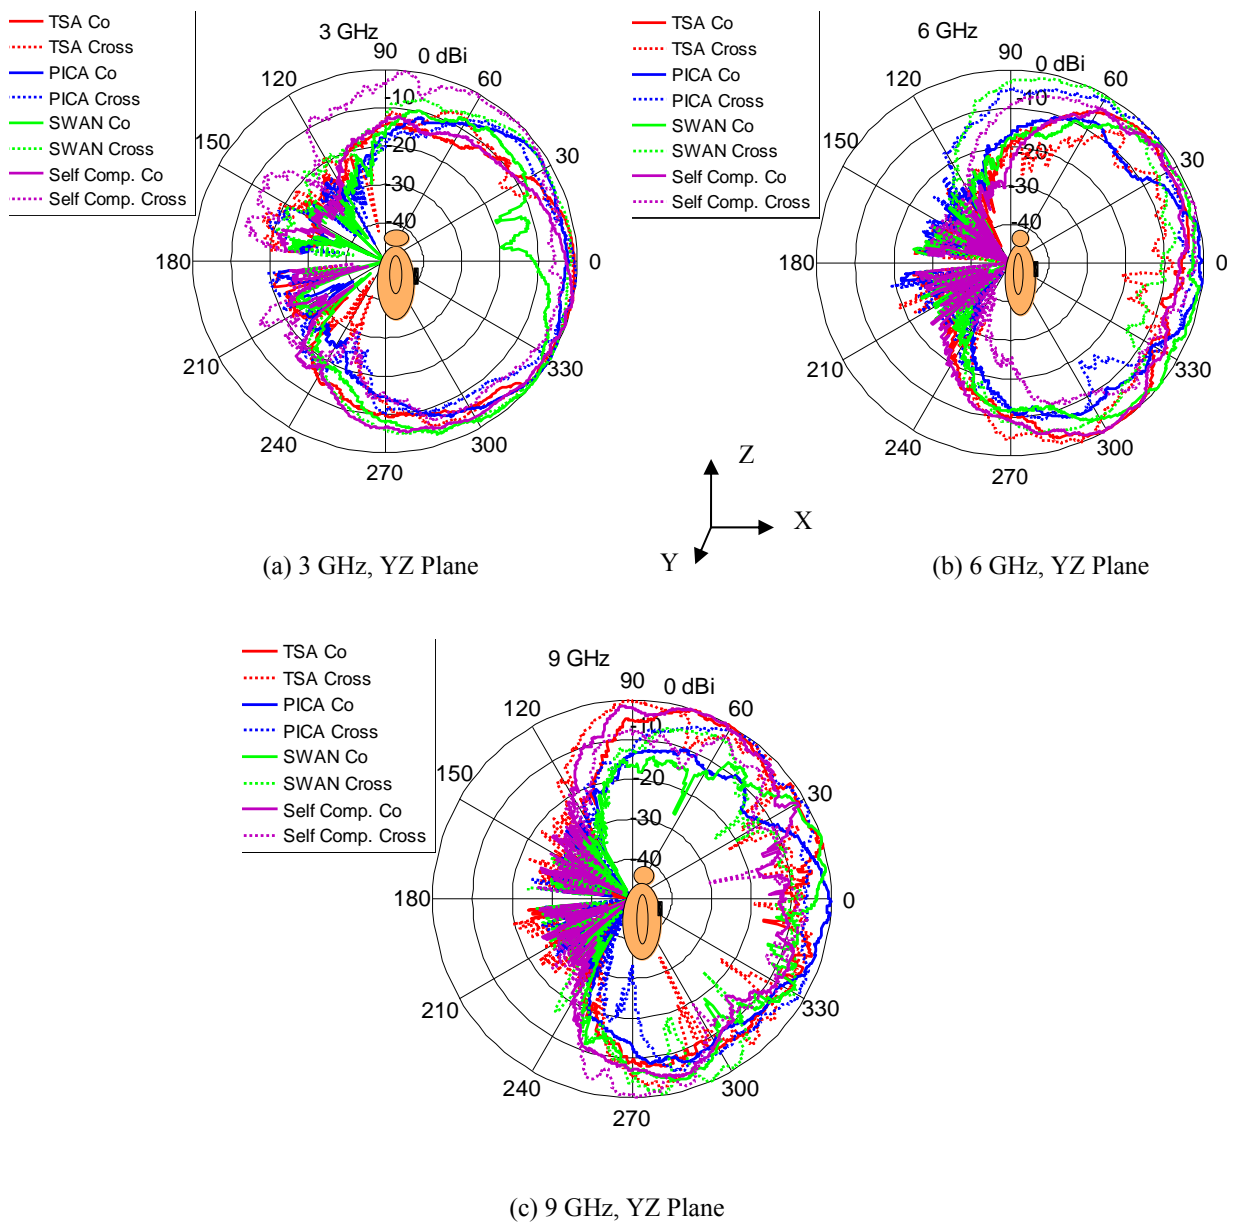 TSA Co
TSA Cross
PICA Co
PICA Cross
SWAN Co
SWAN Cross
Self Comp. Co
Self Comp. Cross
3 GHz
90
0 dBi
120
60
-10
150
-20
30
-30
-40
180
0
210
330
240
300
270
(a) 3 GHz, YZ Plane
TSA Co
TSA Cross
PICA Co
PICA Cross
SWAN Co
SWAN Cross
Self Comp. Co
Self Comp. Cross
6 GHz
90
0 dBi
120
60
-10
150
-20
30
-30
-40
180
0
210
330
240
300
270
Z
X
Y
(b) 6 GHz, YZ Plane
TSA Co
TSA Cross
PICA Co
PICA Cross
SWAN Co
SWAN Cross
Self Comp. Co
Self Comp. Cross
9 GHz
90
0 dBi
120
60
-10
150
-20
30
-30
-40
180
0
210
330
240
300
270
(c) 9 GHz, YZ Plane